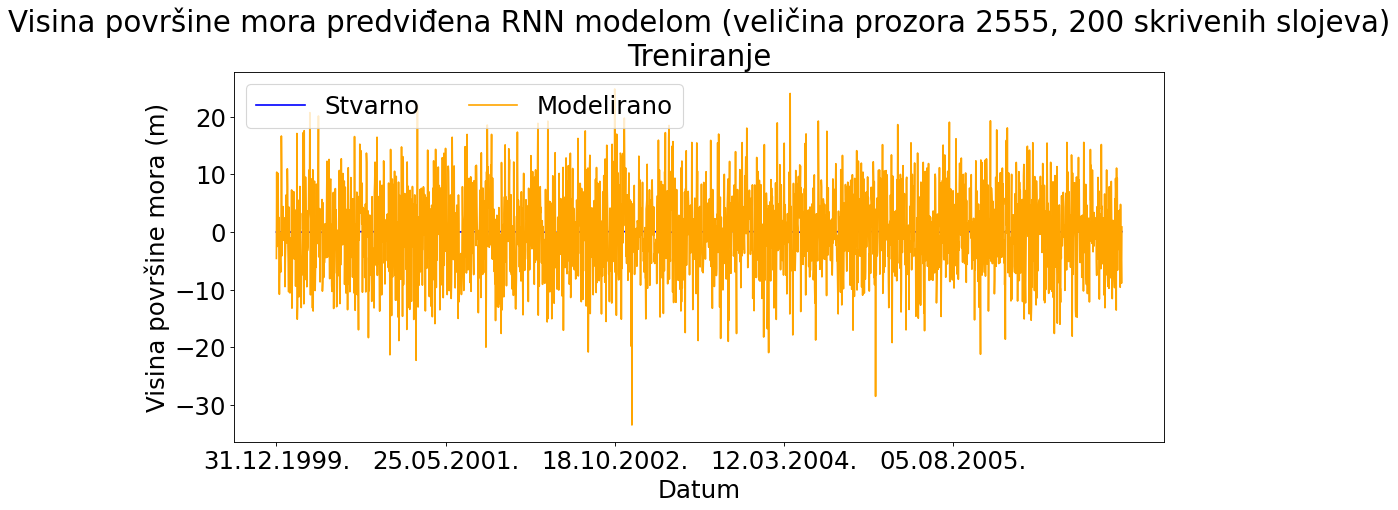 Visina površine mora predviđena RNN modelom (veličina prozora 2555, 200 skrivenih slojeva)
Treniranje
Stvarno Modelirano
Visina površine mora (m)
20
10
0
−10
−20
−30
31.12.1999. 25.05.2001. 18.10.2002. 12.03.2004. 05.08.2005.
Datum